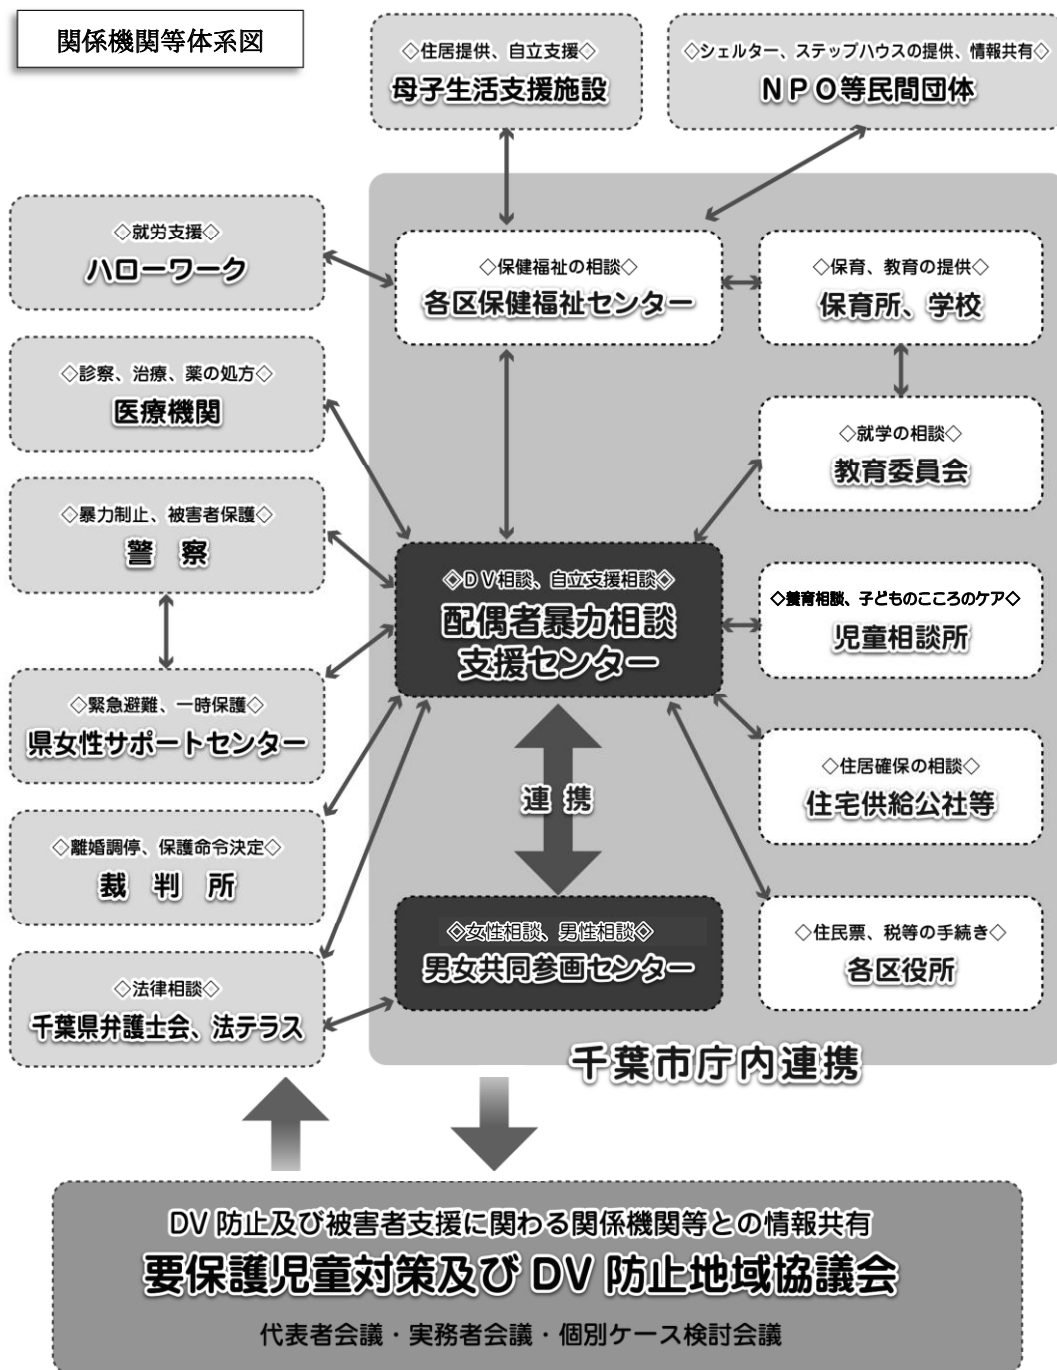 関係機関等体系図
◇住居提供、自立支援◇
母子生活支援施設
◇シェルター、ステップハウスの提供、情報共有◇
ＮＰＯ等民間団体
◇就労支援◇
ハローワーク
◇保健福祉の相談◇
各区保健福祉センター
◇保育、教育の提供◇
保育所、学校
◇診察、治療、薬の処方◇
医療機関
◇就学の相談◇
教育委員会
◇暴力制止、被害者保護◇
警　察
◇ＤＶ相談、自立支援相談◇
配偶者暴力相談
支援センター
◇養育相談、子どものこころのケア◇
児童相談所
◇緊急避難、一時保護◇
県女性サポートセンター
◇住居確保の相談◇
住宅供給公社等
連 携
◇離婚調停、保護命令決定◇
裁　判　所
◇女性相談、男性相談◇
男女共同参画センター
◇住民票、税等の手続き◇
各区役所
◇法律相談◇
千葉県弁護士会、法テラス
千葉市庁内連携
DV 防止及び被害者支援に関わる関係機関等との情報共有
要保護児童対策及び DV 防止地域協議会
代表者会議・実務者会議・個別ケース検討会議